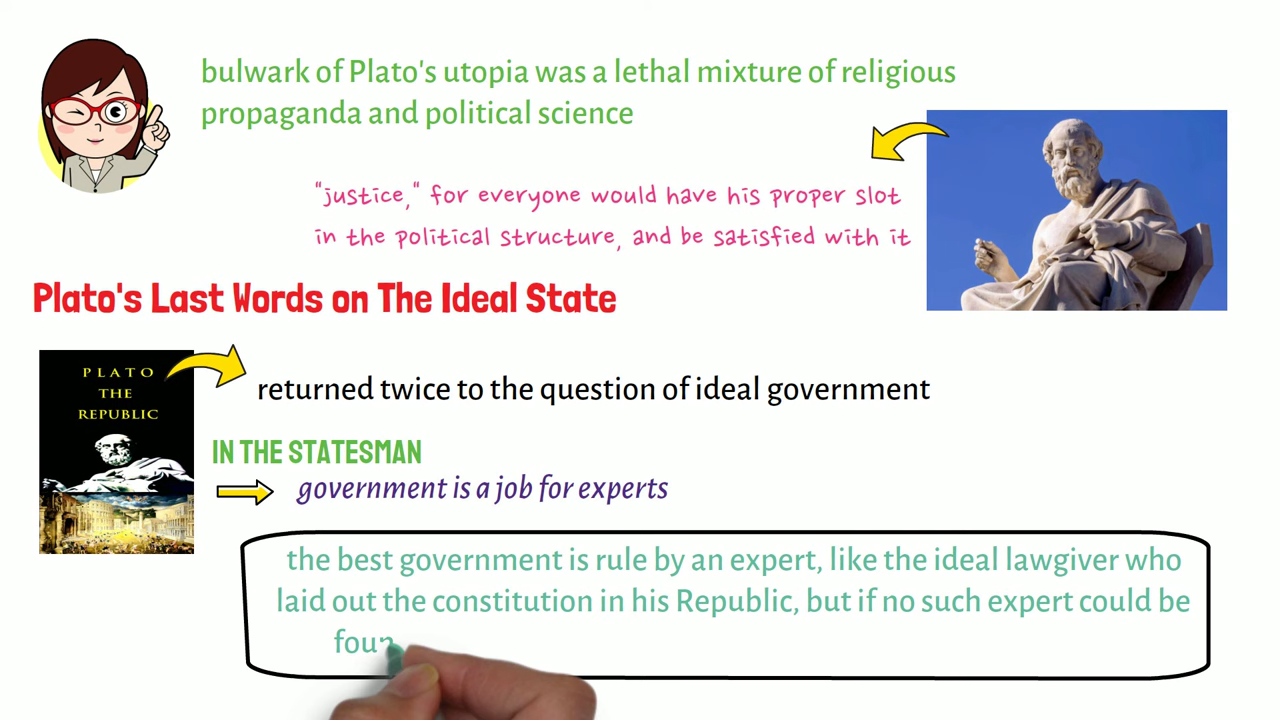 bulwark of Plato's utopia was a lethal mixture of religious
propaganda and political science
"justice," for everyone would have his proper slot
in the political structure, and be satisfied with it
Plato's Last Words on The Ideal State
PLATO
THE
REPUBLIC
returned twice to the question of ideal government
IN THE STATESMAN
government is a job for experts
the best government is rule by an expert, like the ideal lawgiver who
laid out the constitution in his Republic, but if no such expert could be
foun